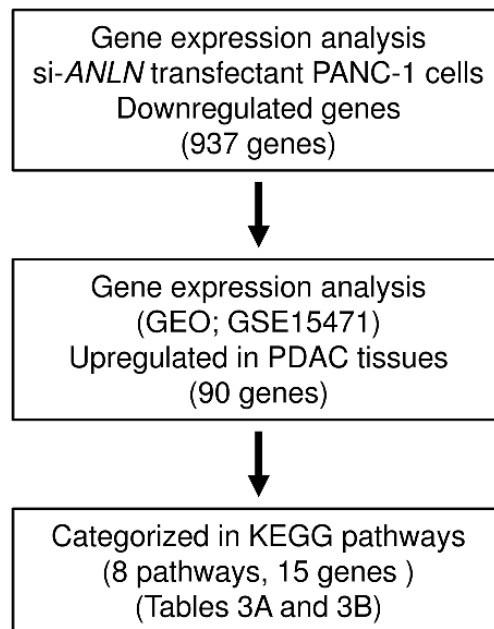 Gene expression analysis
si-ANLN transfectant PANC-1 cells
Downregulated genes
(937 genes)
Gene expression analysis
(GEO; GSE15471)
Upregulated in PDAC tissues
(90 genes)
Categorized in KEGG pathways
(8 pathways, 15 genes )
(Tables 3A and 3B)